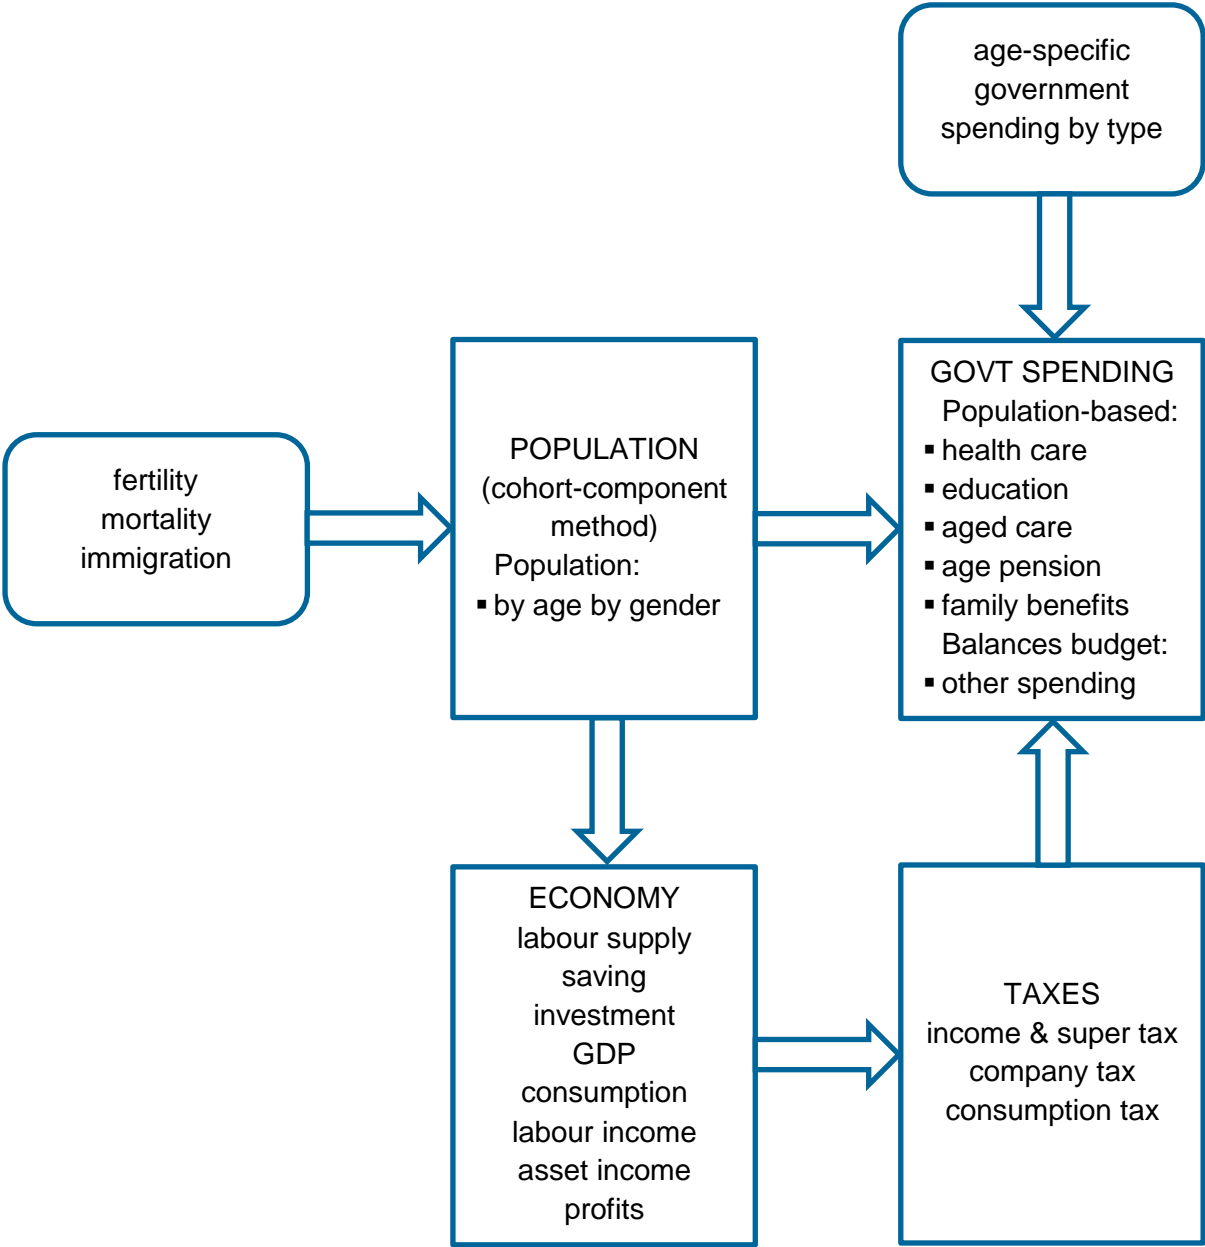 age-specific
government
spending by type
fertility
mortality
immigration
POPULATION
(cohort-component
method)
Population:
▪ by age by gender
GOVT SPENDING
Population-based:
▪ health care
▪ education
▪ aged care
▪ age pension
▪ family benefits
Balances budget:
▪ other spending
ECONOMY
labour supply
saving
investment
GDP
consumption
labour income
asset income
profits
TAXES
income & super tax
company tax
consumption tax